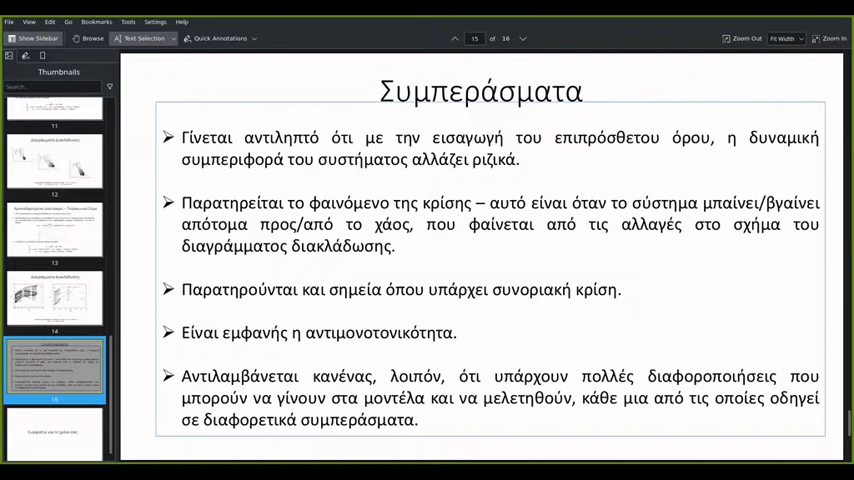 File View Edit Go Bookmarks Tools Settings Help
Show Sidebar Browse Text Selection Quick Annotations 15 of 16 Zoom Out Fit Width Zoom In
Thumbnails
Search...
11
Διαγράμματα Διακλάδωσης
12
13
Διαγράμματα Διακλάδωσης
14
15
Συμπεράσματα
Γίνεται αντιληπτό ότι με την εισαγωγή του επιπρόσθετου όρου, η δυναμική
συμπεριφορά του συστήματος αλλάζει ριζικά.
Παρατηρείται το φαινόμενο της κρίσης – αυτό είναι όταν το σύστημα μπαίνει/βγαίνει
απότομα προς/από το χάος, που φαίνεται από τις αλλαγές στο σχήμα του
διαγράμματος διακλάδωσης.
Παρατηρούνται και σημεία όπου υπάρχει συνοριακή κρίση.
Είναι εμφανής η αντιμονοτονικότητα.
Αντιλαμβάνεται κανένας, λοιπόν, ότι υπάρχουν πολλές διαφοροποιήσεις που
μπορούν να γίνουν στα μοντέλα και να μελετηθούν, κάθε μια από τις οποίες οδηγεί
σε διαφορετικά συμπεράσματα.